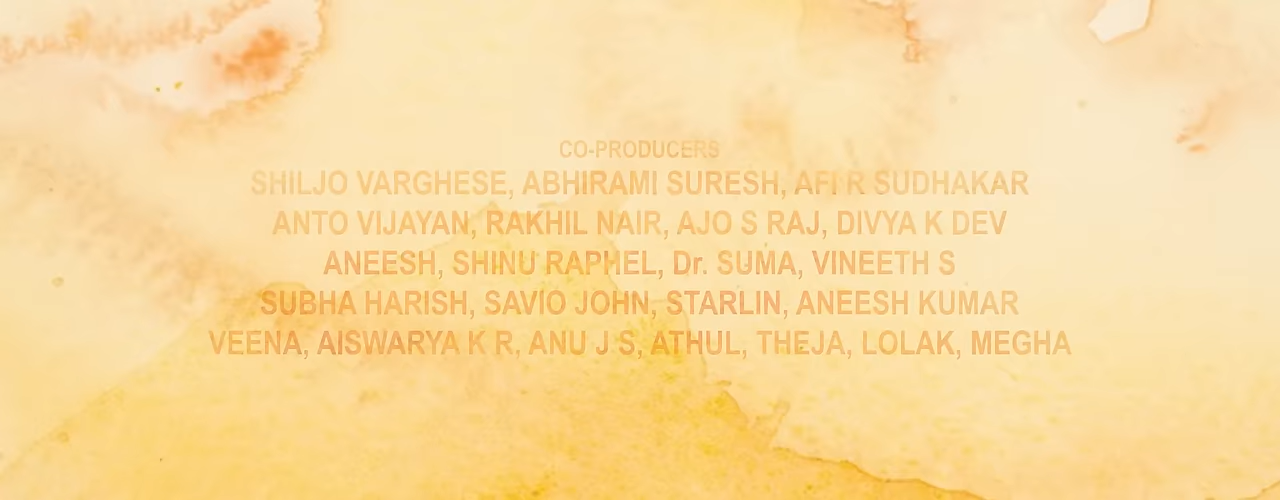 CO-PRODUCERS
SHILJO VARGHESE, ABHIRAMI SURESH, AFI R SUDHAKAR
ANTO VIJAYAN, RAKHIL NAIR, AJO S RAJ, DIVYA K DEV
ANEESH, SHINU RAPHEL, Dr. SUMA, VINEETH S
SUBHA HARISH, SAVIO JOHN, STARLIN, ANEESH KUMAR
VEENA, AISWARYA K R, ANU J S, ATHUL, THEJA, LOLAK, MEGHA